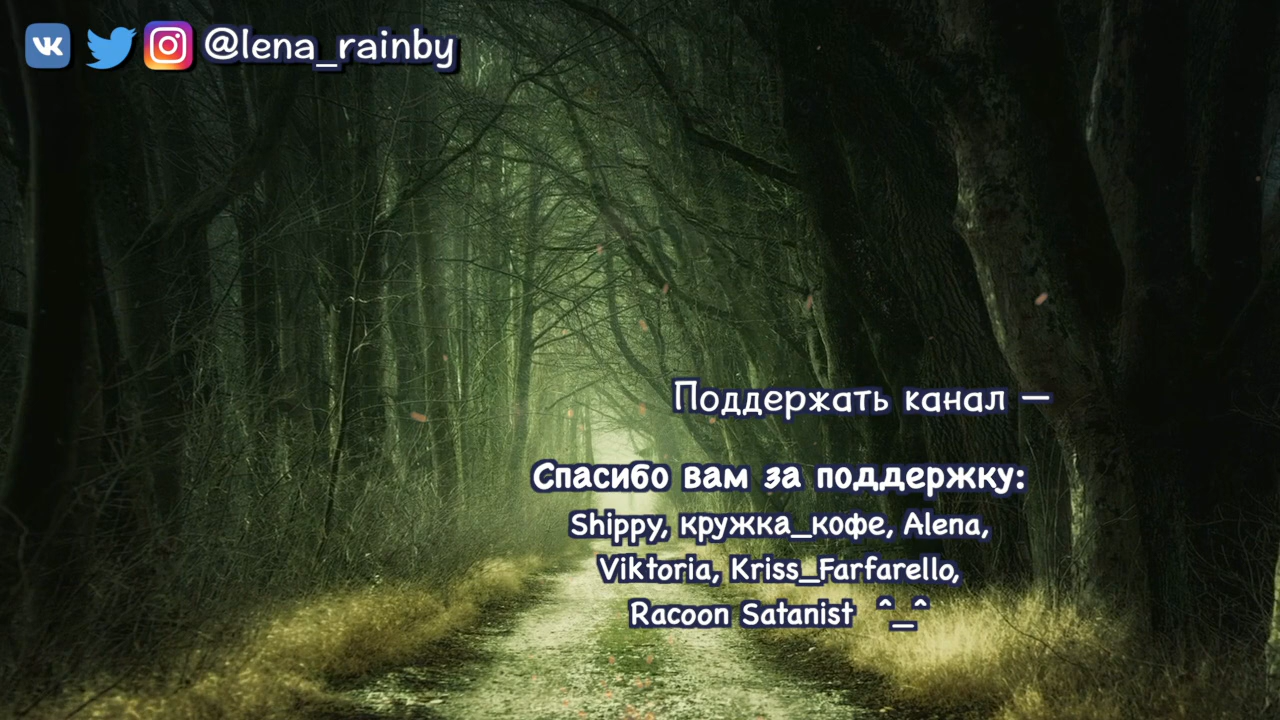 @lena_rainby
Поддержать канал —
Спасибо вам за поддержку:
Shippy, кружка_кофе, Alena,
Viktoria, Kriss_Farfarello,
Racoon Satanist ^_^